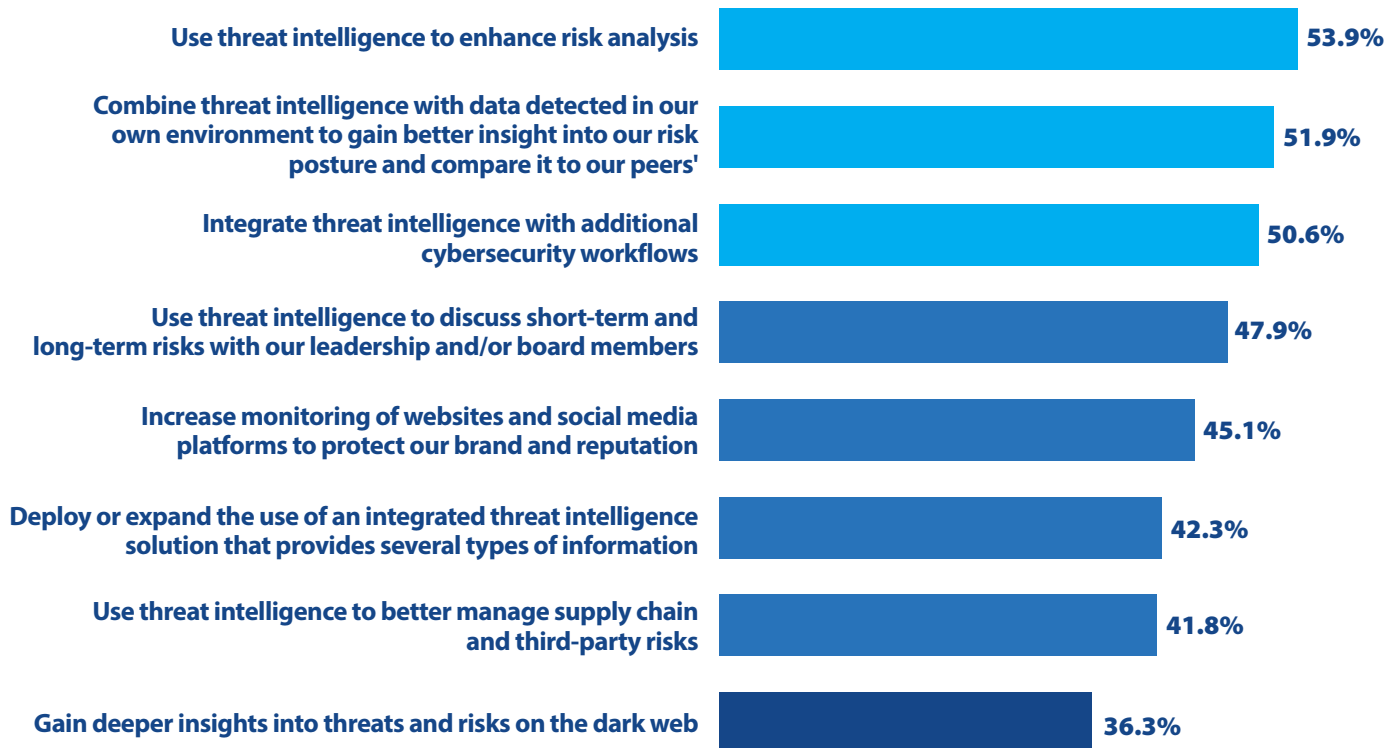 Use threat intelligence to enhance risk analysis
53.9%
Combine threat intelligence with data detected in our
own environment to gain better insight into our risk
posture and compare it to our peers'
51.9%
Integrate threat intelligence with additional
cybersecurity workflows
50.6%
Use threat intelligence to discuss short-term and
long-term risks with our leadership and/or board members
47.9%
Increase monitoring of websites and social media
platforms to protect our brand and reputation
45.1%
Deploy or expand the use of an integrated threat intelligence
solution that provides several types of information
42.3%
Use threat intelligence to better manage supply chain
and third-party risks
41.8%
Gain deeper insights into threats and risks on the dark web
36.3%